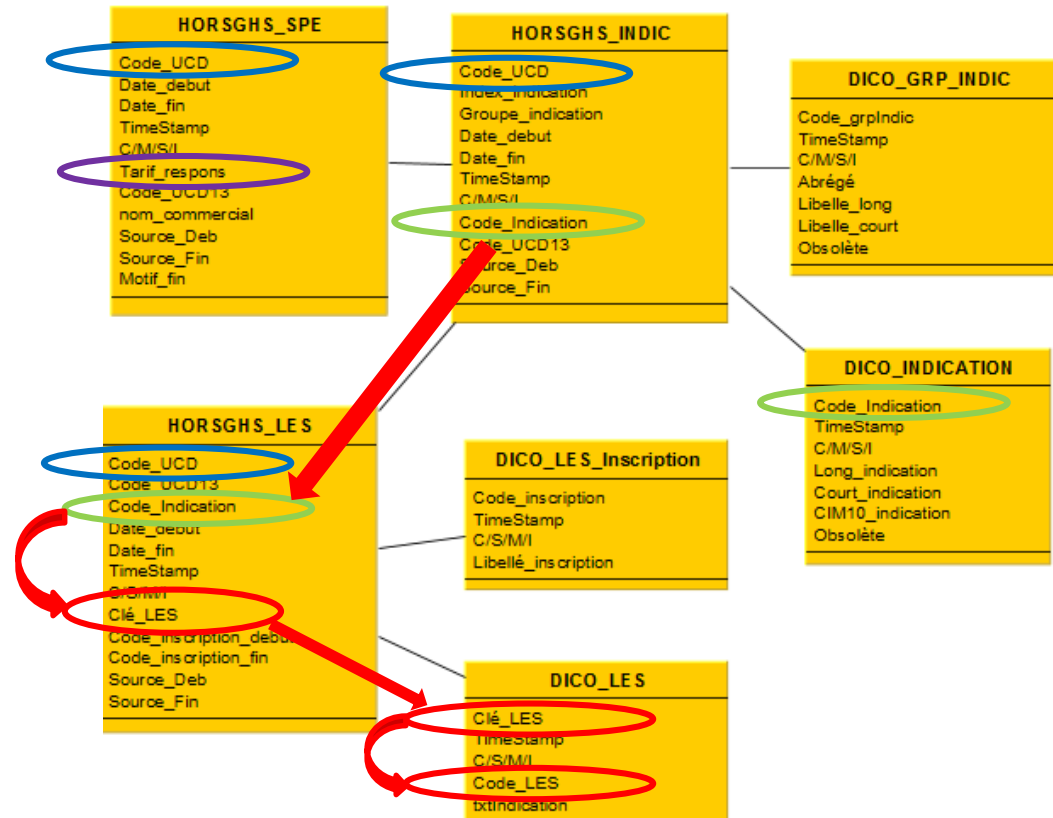 HORSGHS_SPE
Code_UCD
Date_debut
Date_fin
TimeStamp
C/M/S/I
Tarif_respons
Code_UCD13
nom_commercial
Source_Deb
Source_Fin
Motif_fin
HORSGHS_INDIC
Code_UCD
Index_indication
Groupe_indication
Date_debut
Date_fin
TimeStamp
C/M/S/I
Code_Indication
Code_UCD13
Source_Deb
Source_Fin
DICO_GRP_INDIC
Code_grpIndic
TimeStamp
C/M/S/I
Abrégé
Libelle_long
Libelle_court
Obsolète
DICO_INDICATION
Code_Indication
TimeStamp
C/M/S/I
Long_indication
Court_indication
CIM10_indication
Obsolète
HORSGHS_LES
Code_UCD
Code_UCD13
Code_Indication
Date_debut
Date_fin
TimeStamp
C/S/M/I
Clé_LES
Code_inscription_debut
Code_inscription_fin
Source_Deb
Source_Fin
DICO_LES_Inscription
Code_inscription
TimeStamp
C/S/M/I
Libellé_inscription
DICO_LES
Clé_LES
TimeStamp
C/S/M/I
Code_LES
txtIndication